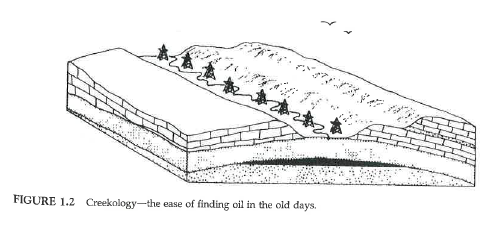 FIGURE 1.2 Creekology—the ease of finding oil in the old days.